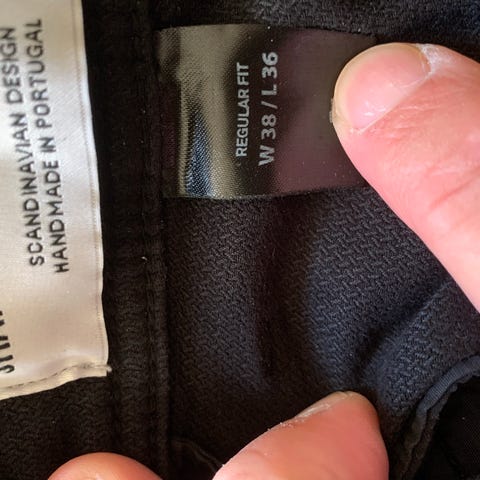 SCANDINAVIAN DESIGN
HANDMADE IN PORTUGAL
REGULAR FIT
W 38 / L 36